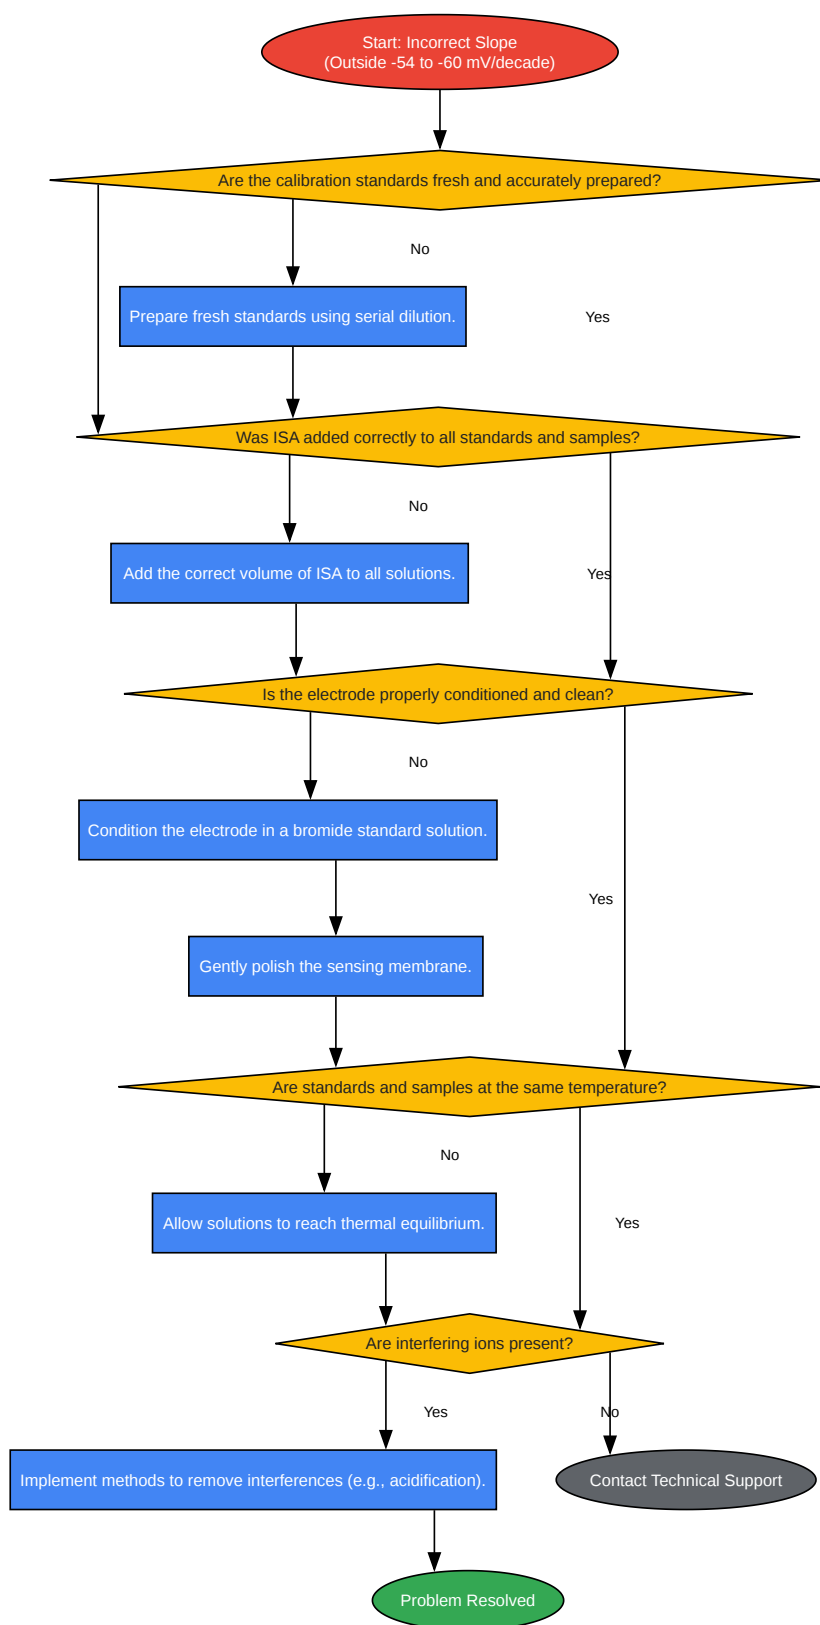 Start: Incorrect Slope
(Outside -54 to -60 mV/decade)
Are the calibration standards fresh and accurately prepared?
No
Prepare fresh standards using serial dilution.
Yes
Was ISA added correctly to all standards and samples?
No
Add the correct volume of ISA to all solutions.
Yes
Is the electrode properly conditioned and clean?
No
Condition the electrode in a bromide standard solution.
Yes
Gently polish the sensing membrane.
Are standards and samples at the same temperature?
No
Allow solutions to reach thermal equilibrium.
Yes
Are interfering ions present?
Yes
No
Implement methods to remove interferences (e.g., acidification).
Contact Technical Support
Problem Resolved